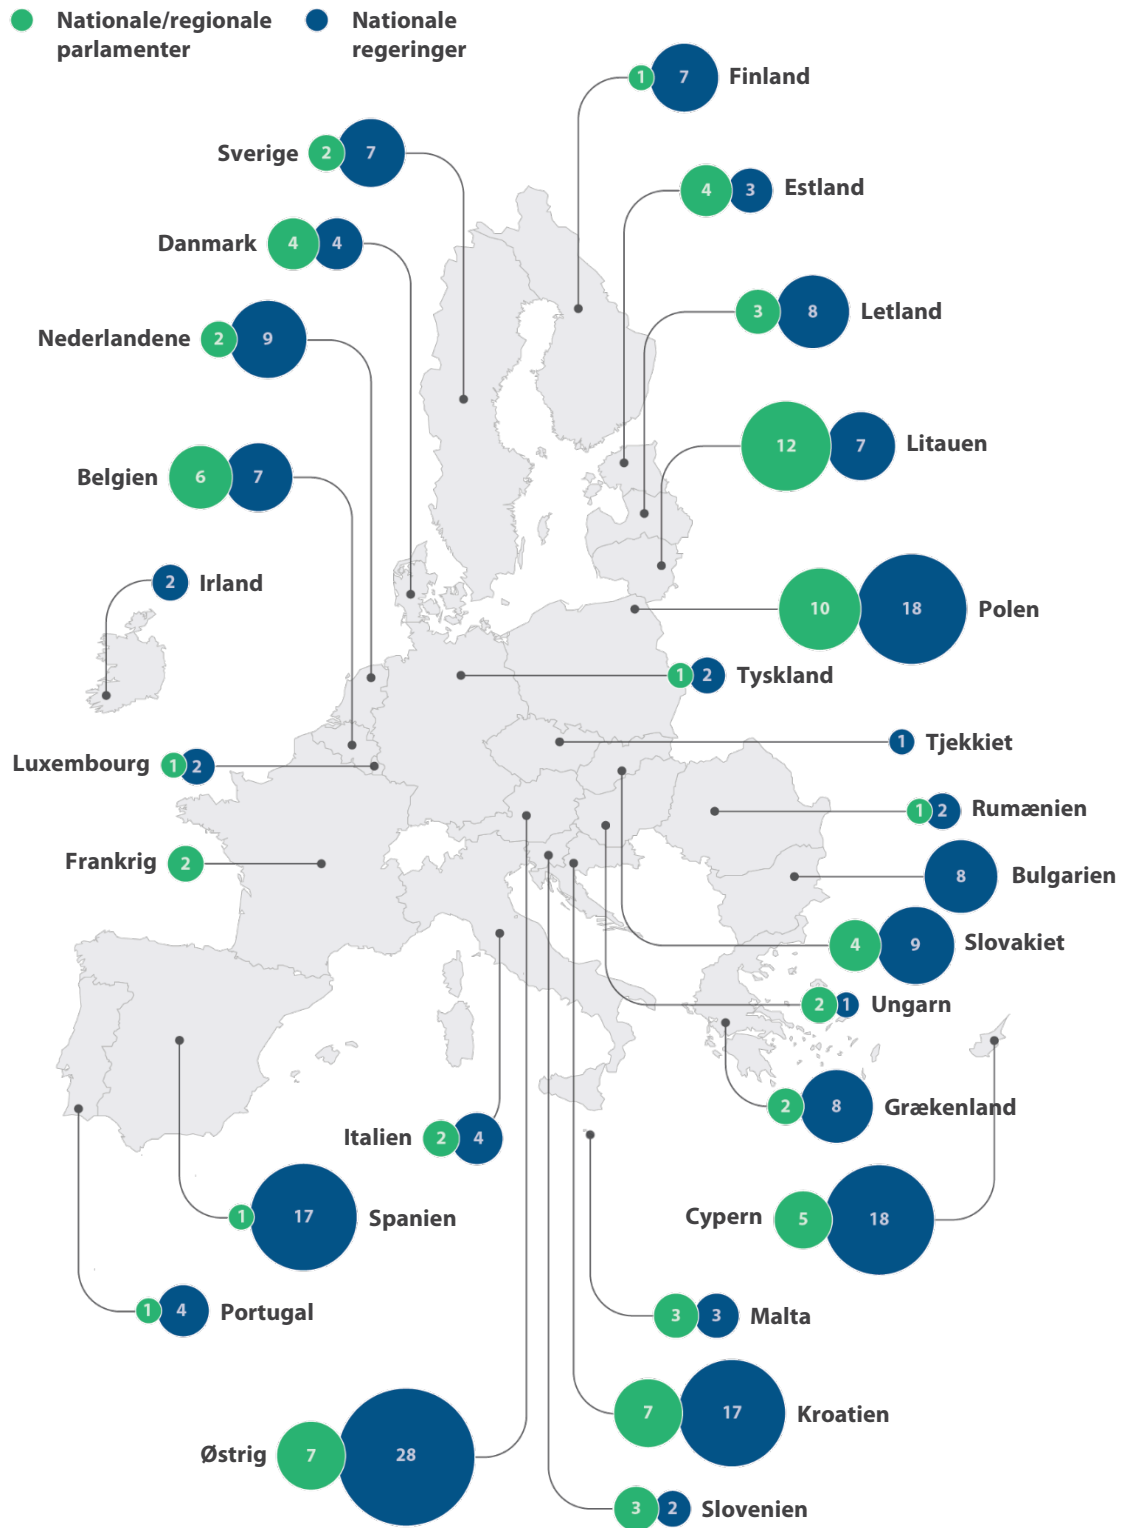 Nationale/regionale
parlamenter
Nationale
regeringer
1 7 Finland
Sverige 2 7
4 3 Estland
Danmark 4 4
3 8 Letland
Nederlandene 2 9
12 7 Litauen
Belgien 6 7
2 Irland
10 18 Polen
1 2 Tyskland
1 Tjekkiet
Luxembourg 1 2
1 2 Rumænien
Frankrig 2
8 Bulgarien
4 9 Slovakiet
2 1 Ungarn
2 8 Grækenland
Italien 2 4
1 17 Spanien
Cypern 5 18
1 4 Portugal
3 3 Malta
7 17 Kroatien
Østrig 7 28
3 2 Slovenien